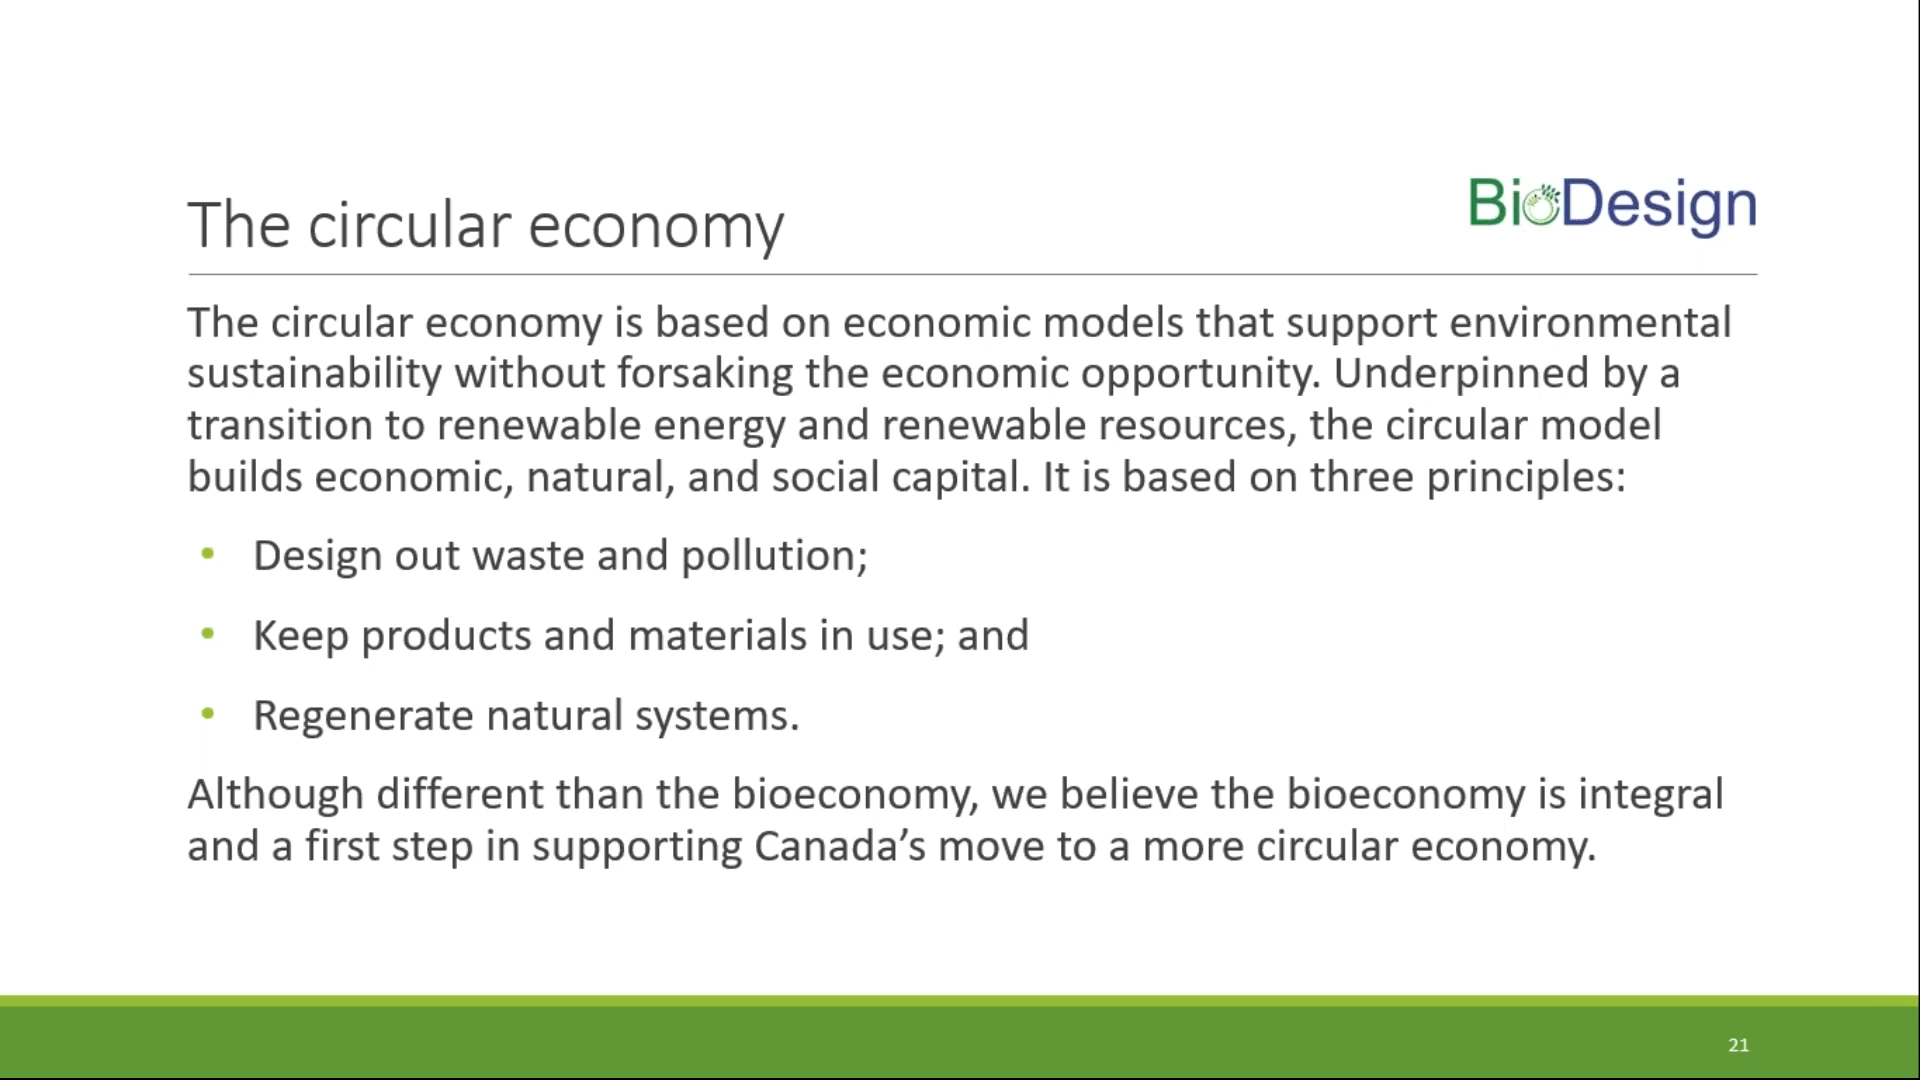 BioDesign
The circular economy
The circular economy is based on economic models that support environmental
sustainability without forsaking the economic opportunity. Underpinned by a
transition to renewable energy and renewable resources, the circular model
builds economic, natural, and social capital. It is based on three principles:
• Design out waste and pollution;
• Keep products and materials in use; and
• Regenerate natural systems.
Although different than the bioeconomy, we believe the bioeconomy is integral
and a first step in supporting Canada’s move to a more circular economy.
21